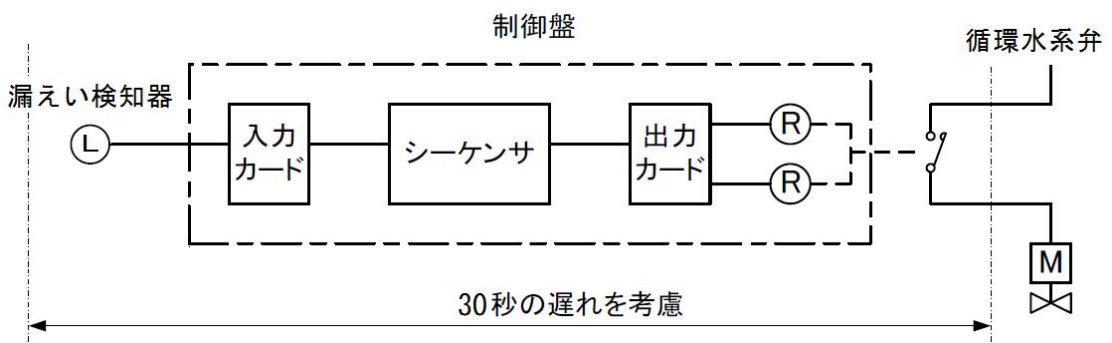 制御盤
循環水系弁
漏えい検知器
L
入力
カード
シーケンサ
出力
カード
R
R
M
30秒の遅れを考慮